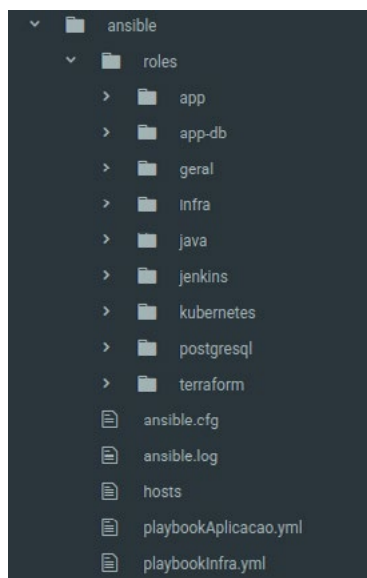 ansible
roles
app
app-db
geral
infra
java
jenkins
kubernetes
postgresql
terraform
ansible.cfg
ansible.log
hosts
playbookAplicacao.yml
playbookInfra.yml